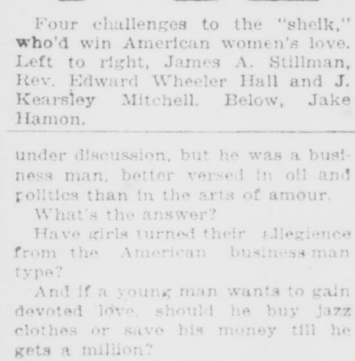 Four challenges to the "sheik,"
who'd win American women's love.
Left to right, James A. Stillman,
Rev. Edward Wheeler Hall and J.
Kearsley Mitchell. Below, Jake
Hamon.
under discussion, but he was a busi-
ness man, better versed in oil and
politics than in the arts of amour.
What's the answer?
Have girls turned their allegience
from the American business-man
type?
And if a young man wants to gain
devoted love, should he buy jazz
clothes or save his money till he
gets a million?